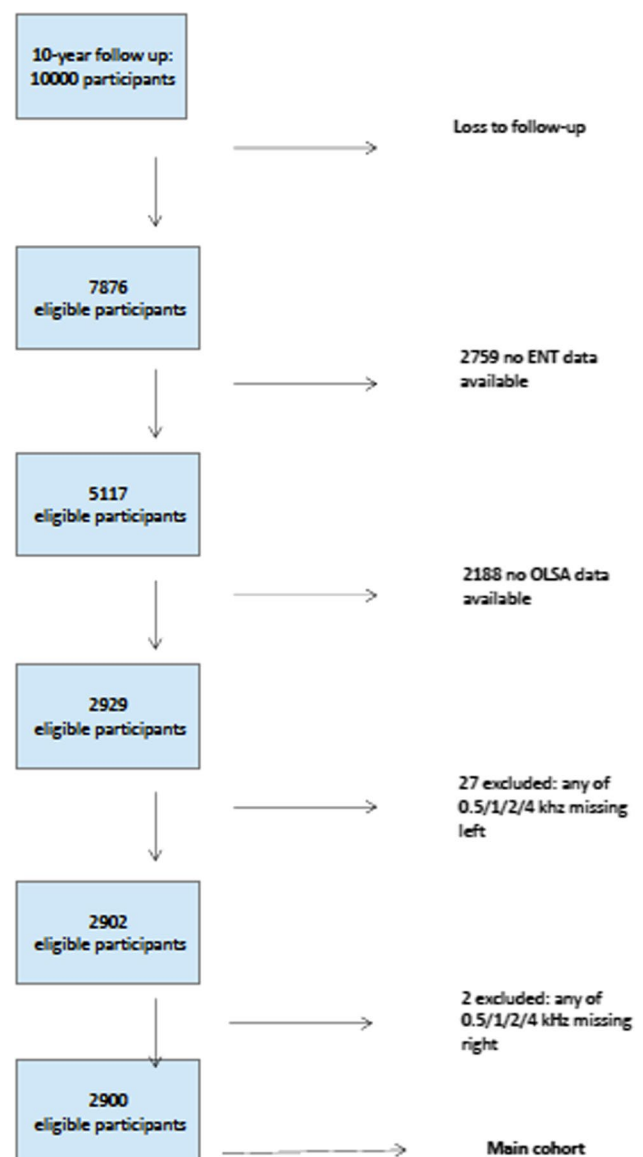 10-year follow up:
10000 participants
Loss to follow-up
7876
eligible participants
2759 no ENT data
available
5117
eligible participants
2188 no OLSA data
available
2929
eligible participants
27 excluded: any of
0.5/1/2/4 khz missing
left
2902
eligible participants
2 excluded: any of
0.5/1/2/4 kHz missing
right
2900
eligible participants
Main cohort